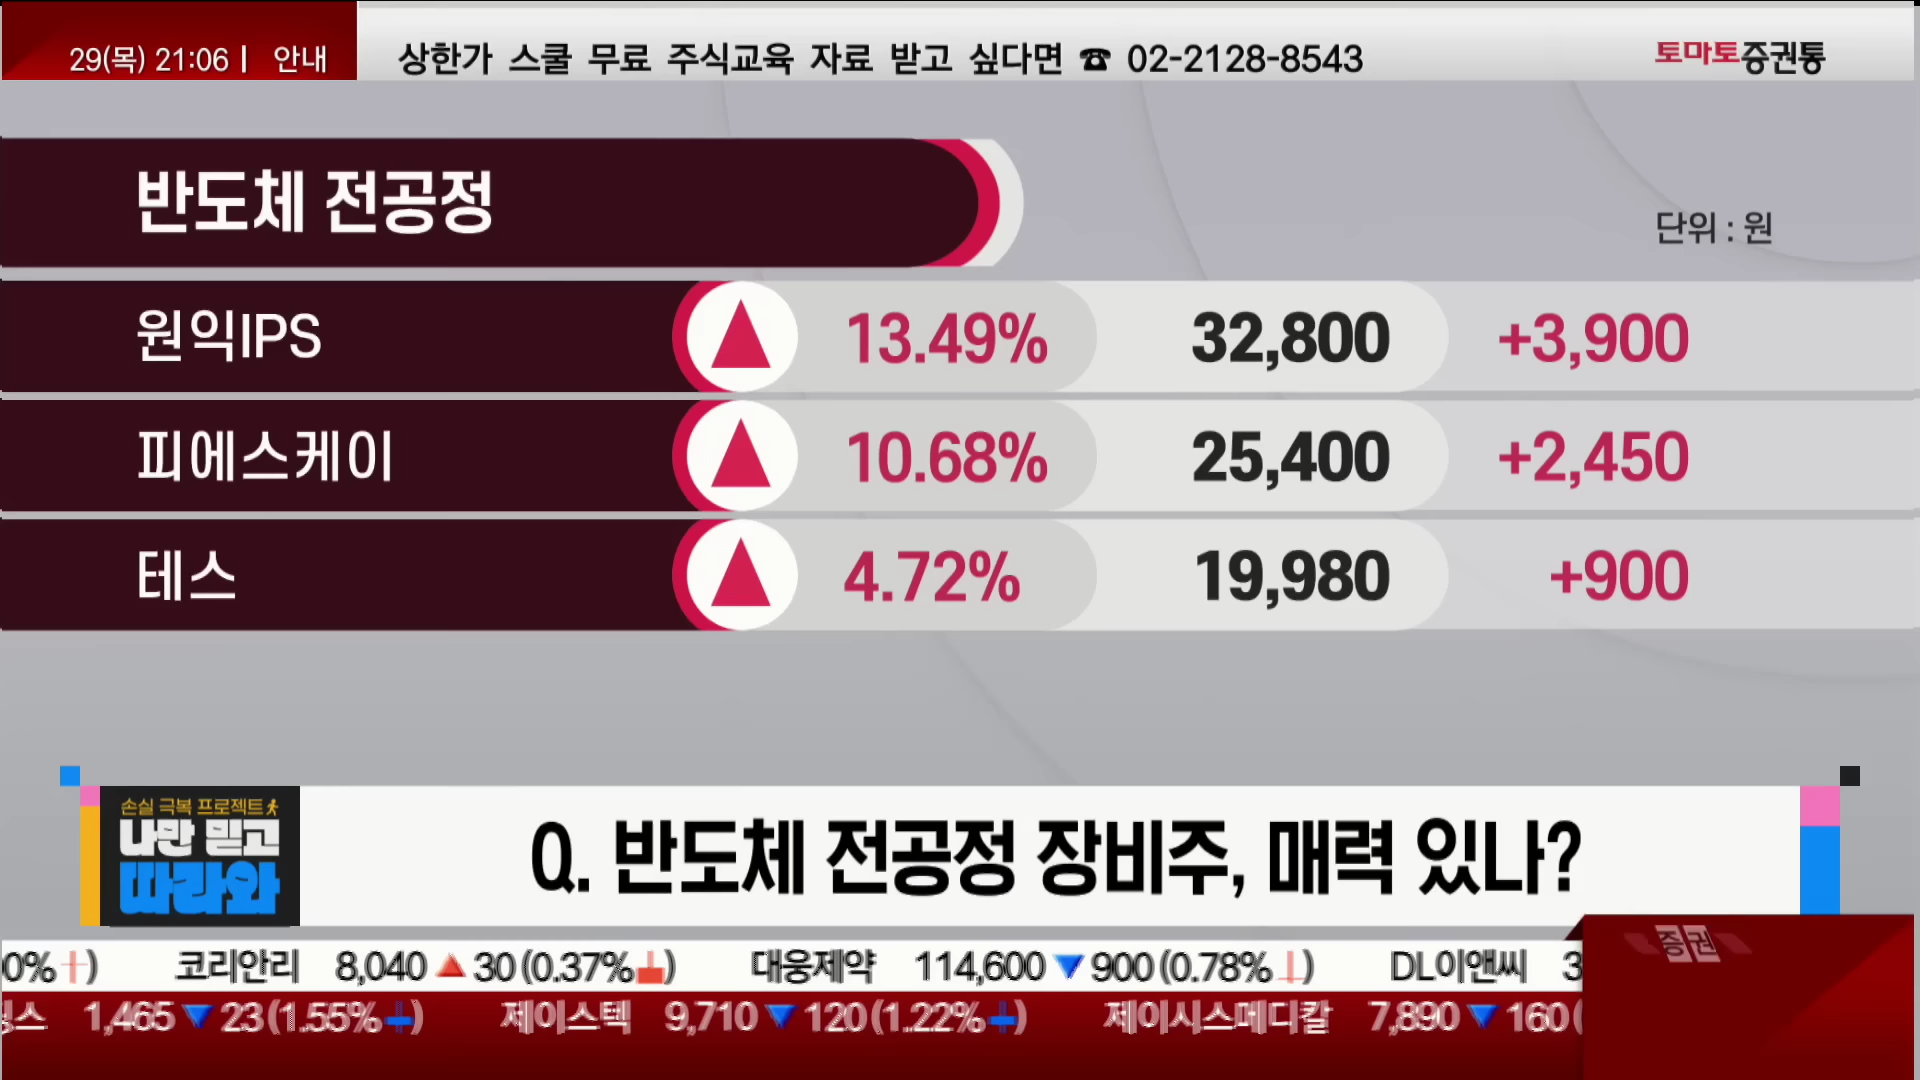 29(목) 21:06 | 안내
상한가 스쿨 무료 주식교육 자료 받고 싶다면 ☎ 02-2128-8543
토마토증권통
반도체 전공정
단위 : 원
원익IPS ▲ 13.49% 32,800 +3,900
피에스케이 ▲ 10.68% 25,400 +2,450
테스 ▲ 4.72% 19,980 +900
손실 극복 프로젝트
나만 믿고
따라와
Q. 반도체 전공정 장비주, 매력 있나?
0% ) 코리안리 8,040 ▲ 30 (0.37% ) 대웅제약 114,600 ▼ 900 (0.78% ) DL이앤씨 3
스 1,465 ▼ 23 (1.55% ) 제이스텍 9,710 ▼ 120 (1.22% ) 제이시스메디칼 7,890 ▼ 160 (
증권